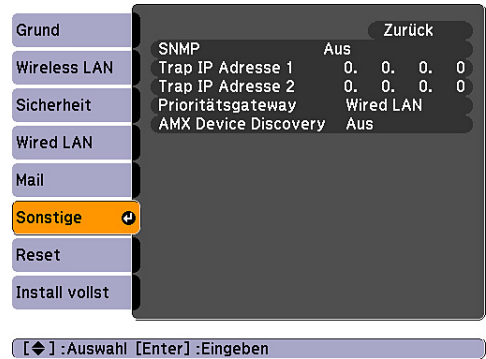 Grund
Wireless LAN
Sicherheit
Wired LAN
Mail
Sonstige
Reset
Install vollst
Zurück
SNMP Aus
Trap IP Adresse 1 0. 0. 0. 0
Trap IP Adresse 2 0. 0. 0. 0
Prioritätsgateway Wired LAN
AMX Device Discovery Aus
[◆] :Auswahl [Enter] :Eingeben